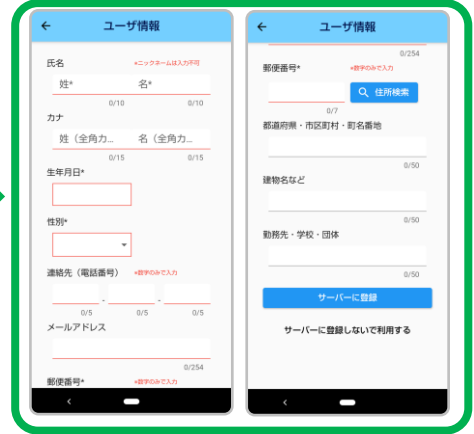 ユーザ情報
氏名 *ニックネームは入力不可
姓* 名*
0/10 0/10
カナ
姓（全角カ... 名（全角カ...
0/15 0/15
生年月日*
性別*
連絡先（電話番号） *数字のみで入力
- -
0/5 0/5 0/5
メールアドレス
0/254
郵便番号* *数字のみで入力
ユーザ情報
0/254
郵便番号* *数字のみで入力
住所検索
0/7
都道府県・市区町村・町名番地
0/50
建物名など
0/50
勤務先・学校・団体
0/50
サーバーに登録
サーバーに登録しないで利用する